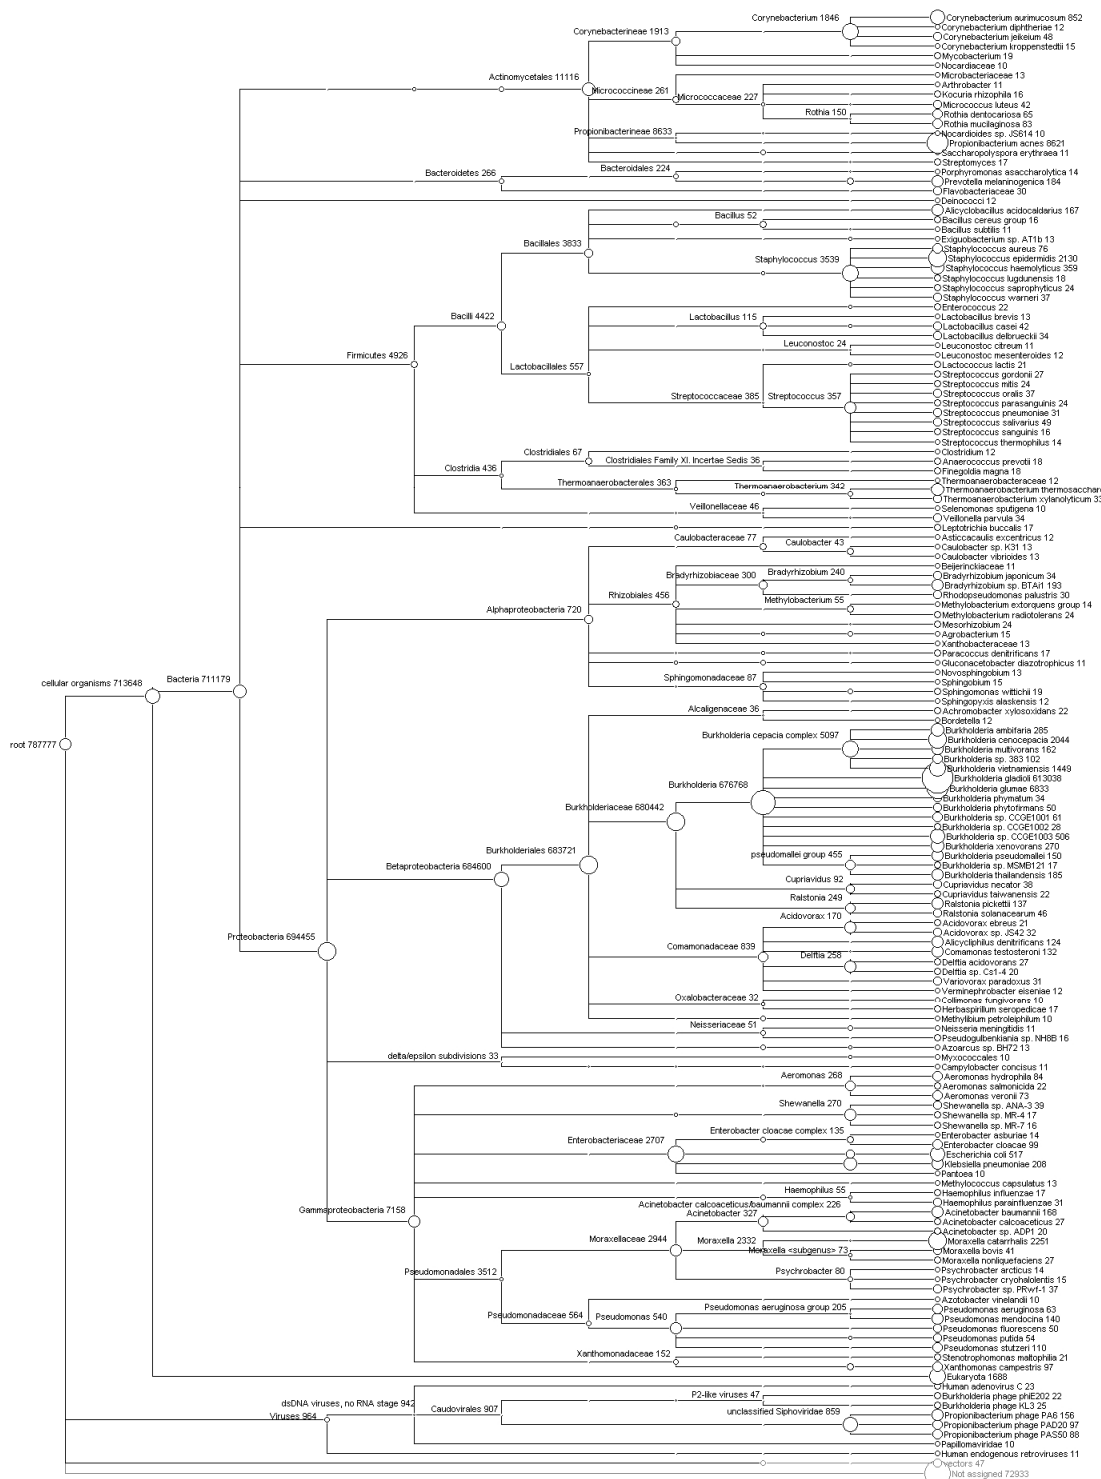 Corynebacterium 1846
Corynebacterium aurimucosum 852
Corynebacterium diphtheriae 12
Corynebacterineae 1913
Corynebacterium jeikeium 48
Corynebacterium kroppenstedtii 15
Mycobacterium 19
Nocardiaceae 10
Actinomycetales 11116
Microbacteriaceae 13
Arthrobacter 11
Micrococcineae 261
Micrococcaceae 227
Kocuria rhizophila 16
Micrococcus luteus 42
Rothia 150
Rothia dentocariosa 65
Rothia mucilaginosa 83
Propionibacterineae 8633
Nocardioides sp. JS614 10
Propionibacterium acnes 8621
Saccharopolyspora erythraea 11
Streptomyces 17
Bacteroidetes 266
Bacteroidales 224
Porphyromonas asaccharolytica 14
Prevotella melaninogenica 184
Flavobacteriaceae 30
Deinococci 12
Alicyclobacillus acidocaldarius 167
Bacillus 52
Bacillus cereus group 16
Bacillus subtilis 11
Exiguobacterium sp. AT1b 13
Bacillales 3833
Staphylococcus aureus 76
Staphylococcus 3539
Staphylococcus epidermidis 2130
Staphylococcus haemolyticus 359
Staphylococcus lugdunensis 18
Staphylococcus saprophyticus 24
Staphylococcus warneri 37
Enterococcus 22
Bacilli 4422
Lactobacillus 115
Lactobacillus brevis 13
Lactobacillus casei 42
Lactobacillus delbrueckii 34
Leuconostoc 24
Leuconostoc citreum 11
Leuconostoc mesenteroides 12
Firmicutes 4926
Lactobacillales 557
Lactococcus lactis 21
Streptococcus gordonii 27
Streptococcus mitis 24
Streptococcaceae 385
Streptococcus 357
Streptococcus oralis 37
Streptococcus parasanguinis 24
Streptococcus pneumoniae 31
Streptococcus salivarius 49
Streptococcus sanguinis 16
Streptococcus thermophilus 14
Clostridiales 67
Clostridium 12
Clostridiales Family XI. Incertae Sedis 36
Anaerococcus prevotii 18
Finegoldia magna 18
Clostridia 436
Thermoanaerobacterales 363
Thermoanaerobacteraceae 12
Thermoanaerobacterium 342
Thermoanaerobacterium thermosacchar
Thermoanaerobacterium xylanolyticum 33
Veillonellaceae 46
Selenomonas sputigena 10
Veillonella parvula 34
Leptotrichia buccalis 17
Caulobacteraceae 77
Asticcacaulis excentricus 12
Caulobacter 43
Caulobacter sp. K31 13
Caulobacter vibrioides 13
Beijerinckiaceae 11
Bradyrhizobiaceae 300
Bradyrhizobium 240
Bradyrhizobium japonicum 34
Bradyrhizobium sp. BTAi1 193
Rhodopseudomonas palustris 30
Rhizobiales 456
Methylobacterium 55
Methylobacterium extorquens group 14
Methylobacterium radiotolerans 24
Alphaproteobacteria 720
Mesorhizobium 24
Agrobacterium 15
Xanthobacteraceae 13
Paracoccus denitrificans 17
Gluconacetobacter diazotrophicus 11
Novosphingobium 13
Sphingomonadaceae 87
Sphingobium 15
Sphingomonas wittichii 19
Sphingopyxis alaskensis 12
cellular organisms 713648
Bacteria 711179
Alcaligenaceae 36
Achromobacter xylosoxidans 22
Bordetella 12
root 787777
Burkholderia cepacia complex 5097
Burkholderia ambifaria 285
Burkholderia cenocepacia 2044
Burkholderia multivorans 162
Burkholderia sp. 383 102
Burkholderia vietnamiensis 1449
Burkholderia gladioli 613038
Burkholderia 676768
Burkholderia glumae 6833
Burkholderia phymatum 34
Burkholderiaceae 680442
Burkholderia phytofirmans 50
Burkholderia sp. CCGE1001 61
Burkholderia sp. CCGE1002 28
Burkholderia sp. CCGE1003 506
Burkholderia xenovorans 270
Burkholderiales 683721
pseudomallei group 455
Burkholderia pseudomallei 150
Burkholderia sp. MSMB121 17
Burkholderia thailandensis 185
Betaproteobacteria 684600
Cupriavidus 92
Cupriavidus necator 38
Cupriavidus taiwanensis 22
Ralstonia 249
Ralstonia pickettii 137
Ralstonia solanacearum 46
Acidovorax 170
Acidovorax ebreus 21
Acidovorax sp. JS42 32
Proteobacteria 694455
Comamonadaceae 839
Alicycliphilus denitrificans 124
Comamonas testosteroni 132
Delftia 258
Delftia acidovorans 27
Delftia sp. Cs1-4 20
Variovorax paradoxus 31
Verminephrobacter eiseniae 12
Oxalobacteraceae 32
Collimonas fungivorans 10
Herbaspirillum seropedicae 17
Methylibium petroleiphilum 10
Neisseriaceae 51
Neisseria meningitidis 11
Pseudogulbenkiania sp. NH8B 16
Azoarcus sp. BH72 13
delta/epsilon subdivisions 33
Myxococcales 10
Campylobacter concisus 11
Aeromonas 268
Aeromonas hydrophila 84
Aeromonas salmonicida 22
Aeromonas veronii 73
Shewanella 270
Shewanella sp. ANA-3 39
Shewanella sp. MR-4 17
Shewanella sp. MR-7 16
Enterobacteriaceae 2707
Enterobacter cloacae complex 135
Enterobacter asburiae 14
Enterobacter cloacae 99
Escherichia coli 517
Klebsiella pneumoniae 208
Pantoea 10
Methylococcus capsulatus 13
Haemophilus 55
Haemophilus influenzae 17
Haemophilus parainfluenzae 31
Gammaproteobacteria 7158
Acinetobacter calcoaceticus/baumannii complex 226
Acinetobacter 327
Acinetobacter baumannii 168
Acinetobacter calcoaceticus 27
Acinetobacter sp. ADP1 20
Moraxellaceae 2944
Moraxella 2332
Moraxella catarrhalis 2251
Moraxella <subgenus> 73
Moraxella bovis 41
Moraxella nonliquefaciens 27
Pseudomonadales 3512
Psychrobacter 80
Psychrobacter arcticus 14
Psychrobacter cryohalolentis 15
Psychrobacter sp. PRwf-1 37
Azotobacter vinelandii 10
Pseudomonadaceae 564
Pseudomonas 540
Pseudomonas aeruginosa group 205
Pseudomonas aeruginosa 63
Pseudomonas mendocina 140
Pseudomonas fluorescens 50
Pseudomonas putida 54
Pseudomonas stutzeri 110
Xanthomonadaceae 152
Stenotrophomonas maltophilia 21
Xanthomonas campestris 97
Eukaryota 1688
Human adenovirus C 23
dsDNA viruses, no RNA stage 942
P2-like viruses 47
Burkholderia phage phiE202 22
Burkholderia phage KL3 25
Viruses 964
Caudovirales 907
unclassified Siphoviridae 859
Propionibacterium phage PA6 156
Propionibacterium phage PAD20 97
Propionibacterium phage PAS50 88
Papillomaviridae 10
Human endogenous retroviruses 11
vectors 47
Not assigned 72933